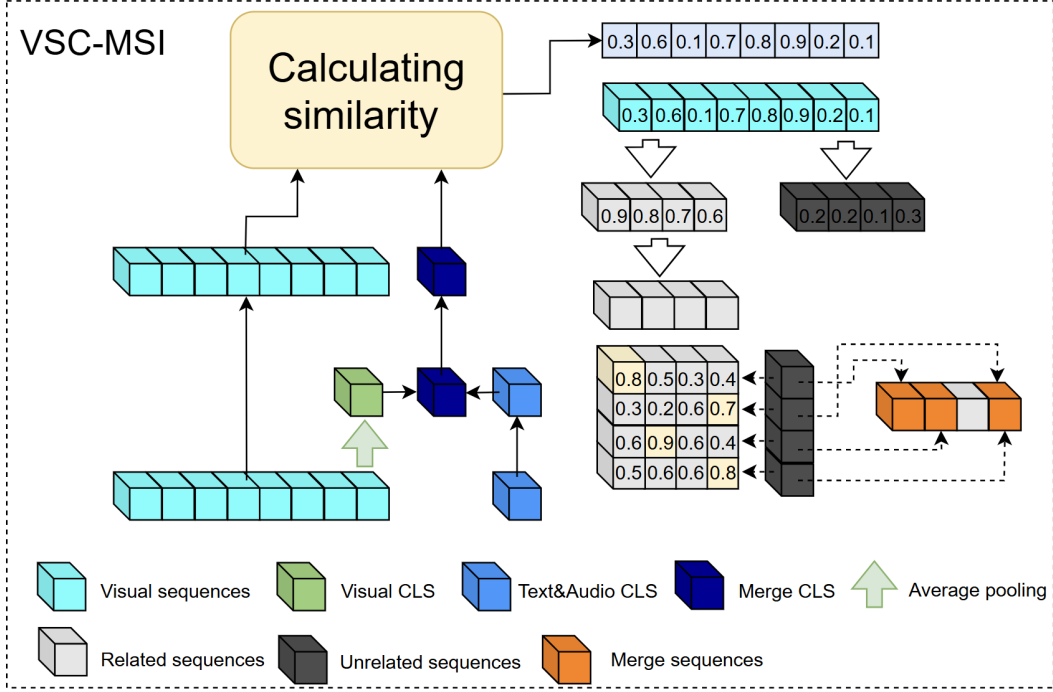 VSC-MSI
Calculating
similarity
0.3 0.6 0.1 0.7 0.8 0.9 0.2 0.1
0.3 0.6 0.1 0.7 0.8 0.9 0.2 0.1
0.9 0.8 0.7 0.6
0.2 0.2 0.1 0.3
0.8 0.5 0.3 0.4
0.3 0.2 0.6 0.7
0.6 0.9 0.6 0.4
0.5 0.6 0.6 0.8
Visual sequences
Visual CLS
Text&Audio CLS
Merge CLS
Average pooling
Related sequences
Unrelated sequences
Merge sequences